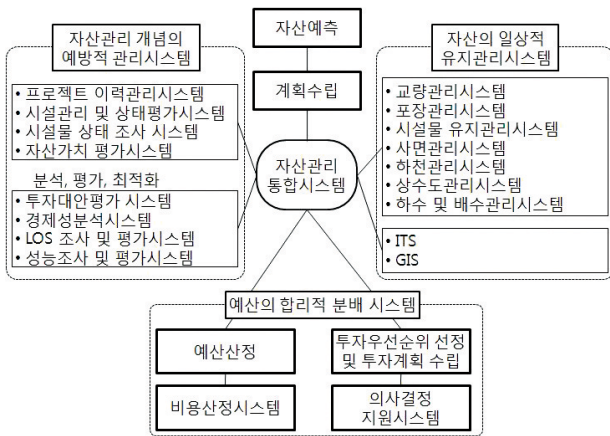 자산관리 개념의
예방적 관리시스템
• 프로젝트 이력관리시스템
• 시설관리 및 상태평가시스템
• 시설물 상태 조사 시스템
• 자산가치 평가시스템
분석, 평가, 최적화
• 투자대안평가 시스템
• 경제성분석시스템
• LOS 조사 및 평가시스템
• 성능조사 및 평가시스템
자산예측
계획수립
자산관리
통합시스템
자산의 일상적
유지관리시스템
• 교량관리시스템
• 포장관리시스템
• 시설물 유지관리시스템
• 사면관리시스템
• 하천관리시스템
• 상수도관리시스템
• 하수 및 배수관리시스템
• ITS
• GIS
예산의 합리적 분배 시스템
예산산정
비용산정시스템
투자우선순위 선정
및 투자계획 수립
의사결정
지원시스템